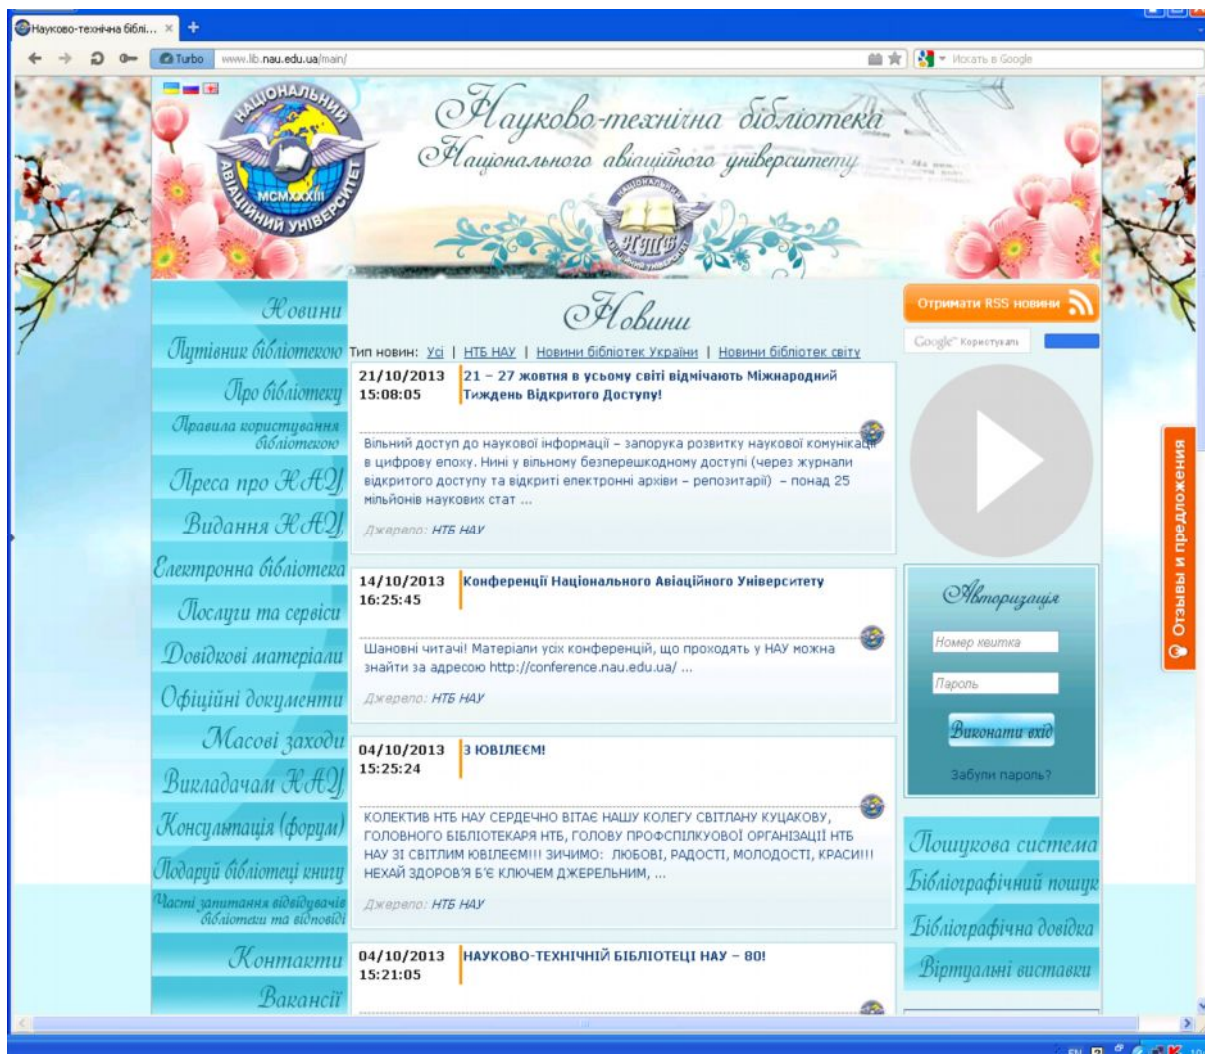 Науково-технічна біблі...
Turbo
www.lib.nau.edu.ua/main/
Искать в Google
НАЦІОНАЛЬНИЙ
АВІАЦІЙНИЙ УНІВЕРСИТЕТ
MCMXXXIII
Науково-технічна бібліотека
Національного авіаційного університету
НАЦІОНАЛЬНИЙ
НТБ
АВІАЦІЙНИЙ УНІВЕРСИТЕТ
Новини
Путівник бібліотекою
Про бібліотеку
Правила користування
бібліотекою
Преса про НАУ
Видання НАУ
Електронна бібліотека
Послуги та сервіси
Довідкові матеріали
Офіційні документи
Масові заходи
Викладачам НАУ
Консультація (форум)
Подаруй бібліотеці книгу
Часті запитання відвідувачів
бібліотеки та відповіді
Контакти
Вакансії
Новини
Тип новин: Усі | НТБ НАУ | Новини бібліотек України | Новини бібліотек світу
21/10/2013
15:08:05
21 – 27 жовтня в усьому світі відмічають Міжнародний
Тиждень Відкритого Доступу!
Вільний доступ до наукової інформації – запорука розвитку наукової комунікації
в цифрову епоху. Нині у вільному безперешкодному доступі (через журнали
відкритого доступу та відкриті електронні архіви – репозитарії) – понад 25
мільйонів наукових стат ...
Джерело: НТБ НАУ
14/10/2013
16:25:45
Конференції Національного Авіаційного Університету
Шановні читачі! Матеріали усіх конференцій, що проходять у НАУ можна
знайти за адресою http://conference.nau.edu.ua/ ...
Джерело: НТБ НАУ
04/10/2013
15:25:24
З ЮВІЛЕЄМ!
КОЛЕКТИВ НТБ НАУ СЕРДЕЧНО ВІТАЄ НАШУ КОЛЕГУ СВІТЛАНУ КУЦАКОВУ,
ГОЛОВНОГО БІБЛІОТЕКАРЯ НТБ, ГОЛОВУ ПРОФСПІЛКОВОЇ ОРГАНІЗАЦІЇ НТБ
НАУ ЗІ СВІТЛИМ ЮВІЛЕЄМ!!! ЗИЧИМО: ЛЮБОВІ, РАДОСТІ, МОЛОДОСТІ, КРАСИ!!!
НЕХАЙ ЗДОРОВ'Я Б'Є КЛЮЧЕМ ДЖЕРЕЛЬНИМ, ...
Джерело: НТБ НАУ
04/10/2013
15:21:05
НАУКОВО-ТЕХНІЧНІЙ БІБЛІОТЕЦІ НАУ – 80!
Отримати RSS новини
Google™ Користувать
Авторизація
Номер квитка
Пароль
Виконати вхід
Забули пароль?
Пошукова система
Бібліографічний пошук
Бібліографічна довідка
Віртуальні виставки
Отзывы и предложения
EN